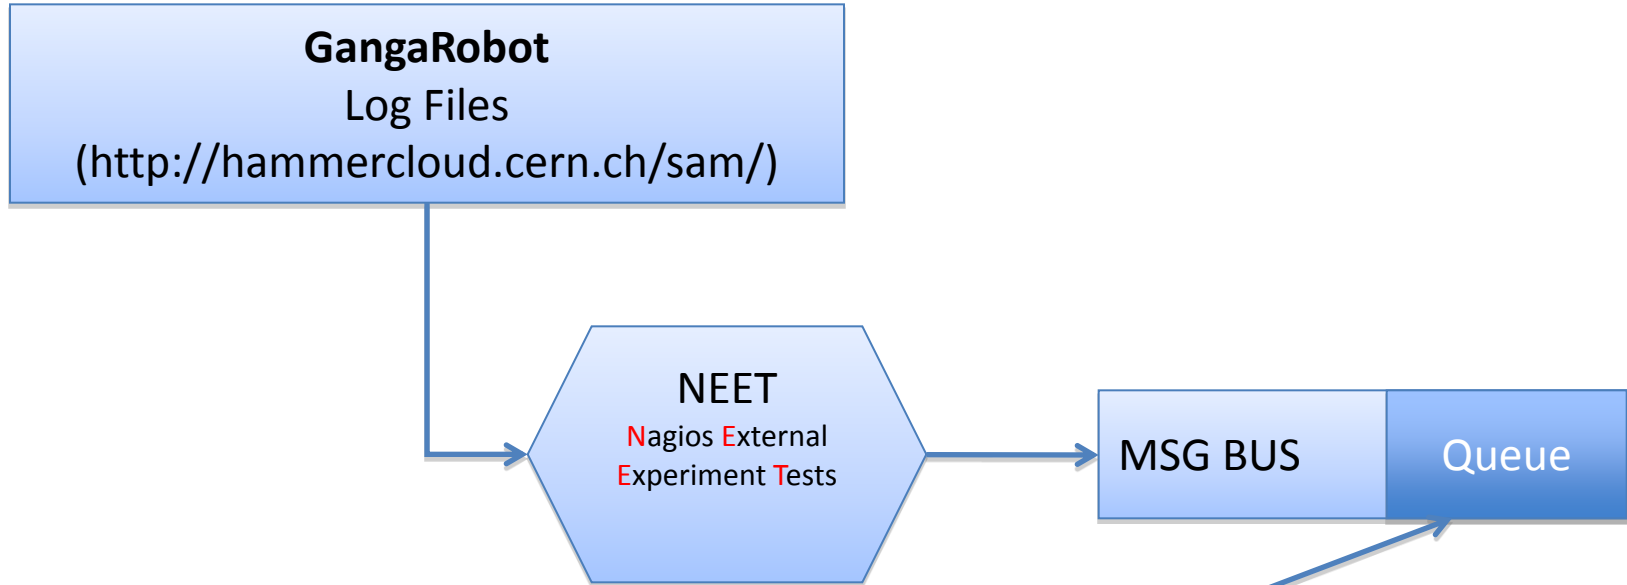 GangaRobot
Log Files
(http://hammercloud.cern.ch/sam/)
NEET
Nagios External
Experiment Tests
MSG BUS
Queue